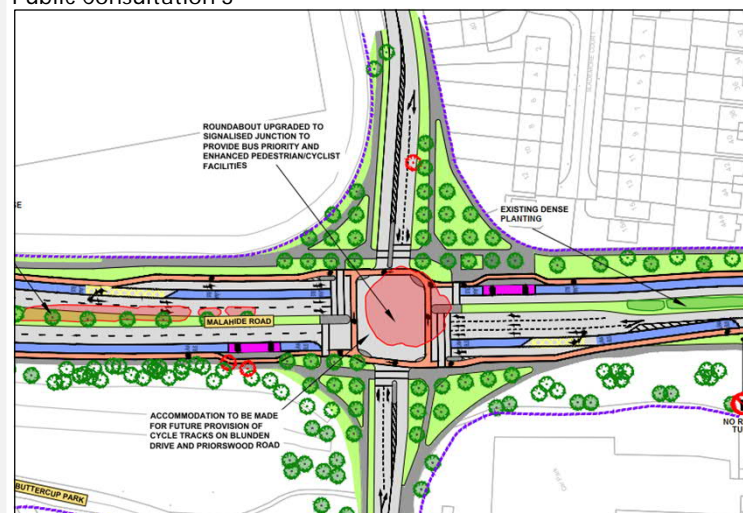 Public consultation 3
ROUNDABOUT UPGRADED TO
SIGNALISED JUNCTION TO
PROVIDE BUS PRIORITY AND
ENHANCED PEDESTRIAN/CYCLIST
FACILITIES
EXISTING DENSE
PLANTING
MALAHIDE ROAD
ACCOMMODATION TO BE MADE
FOR FUTURE PROVISION OF
CYCLE TRACKS ON BLUNDEN
DRIVE AND PRIORSWOOD ROAD
BUTTERCUP PARK
NO R
TU